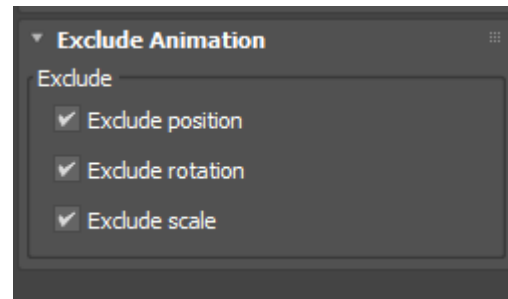 Exclude Animation
Exclude
Exclude position
Exclude rotation
Exclude scale